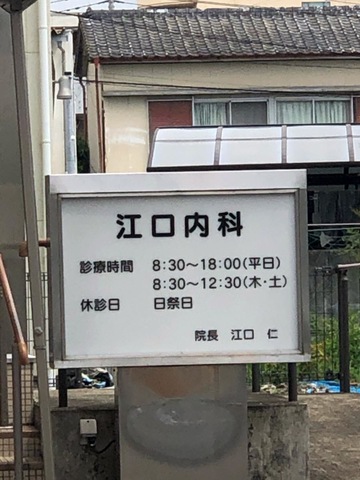 江口内科
診療時間 8:30～18:00(平日)
8:30～12:30(木・土)
休診日 日祭日
院長 江口 仁